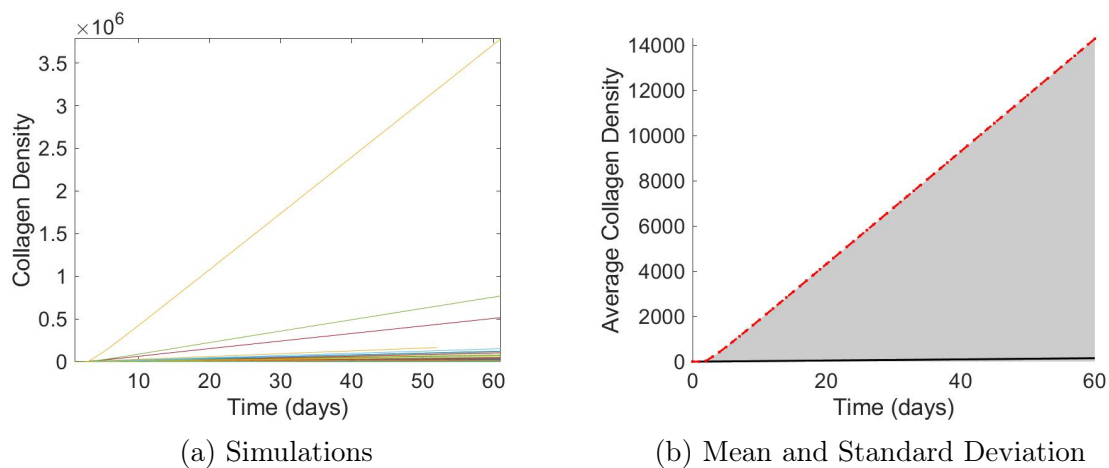 ×10⁶
3.5
3
2.5
2
1.5
1
0.5
0
10 20 30 40 50 60
Collagen Density
Time (days)
(a) Simulations
14000
12000
10000
8000
6000
4000
2000
0
0 20 40 60
Average Collagen Density
Time (days)
(b) Mean and Standard Deviation